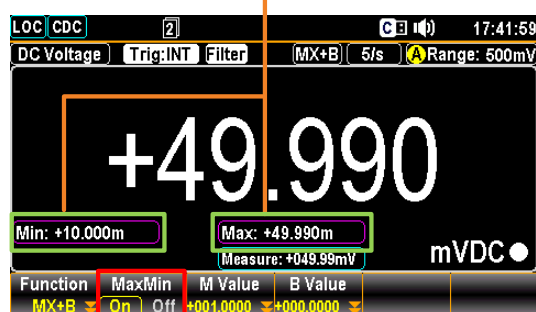 LOC CDC 2 C 17:41:59
DC Voltage Trig:INT Filter MX+B 5/s A Range: 500mV
+49.990
Min: +10.000m Max: +49.990m
Measure: +049.99mV mVDC
Function MaxMin M Value B Value
MX+B On Off +001.0000 +000.0000